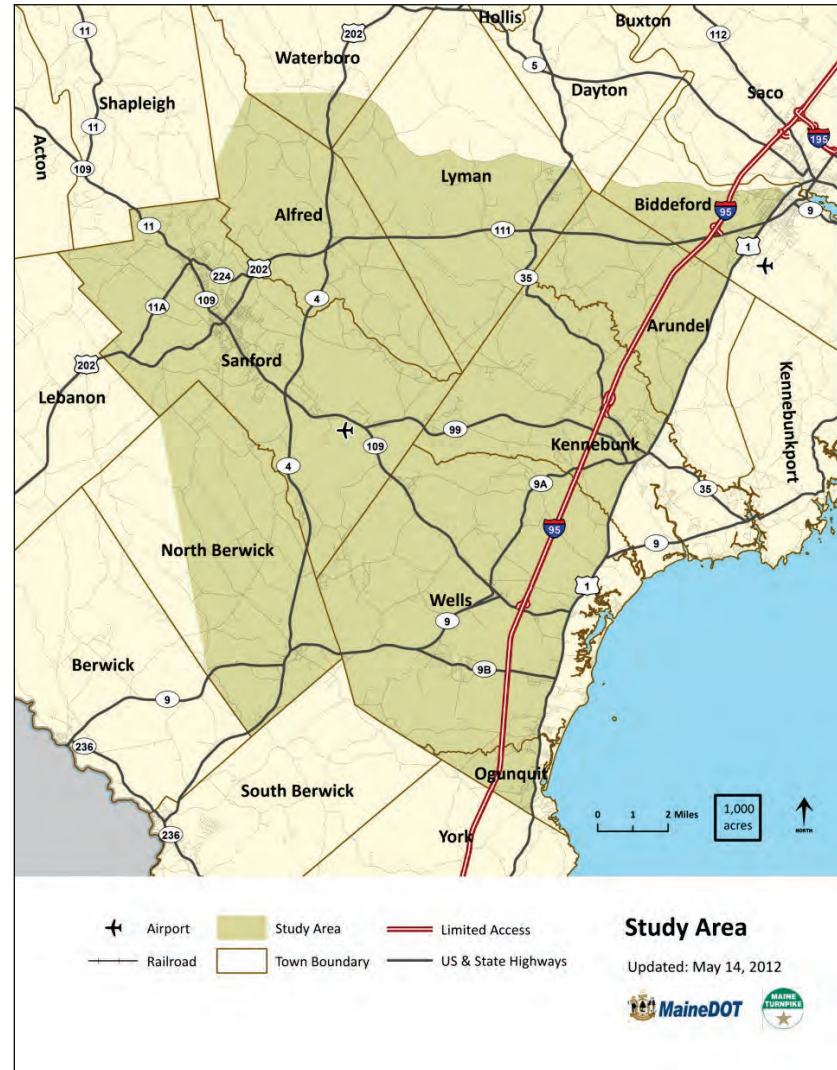 Hollis
Buxton
202
11
Waterboro
112
5
Shapleigh
Dayton
Saco
11
195
Acton
109
Lyman
Biddeford
95
Alfred
9
11
111
1
224
202
35
4
109
11A
Arundel
Sanford
202
Kennebunkport
Lebanon
99
109
Kennebunk
4
9A
35
95
9
North Berwick
1
Wells
9
Berwick
9B
9
236
Ogunquit
South Berwick
0 1 2 Miles
1,000
acres
NORTH
236
York
Airport
Study Area
Limited Access
Railroad
Town Boundary
US & State Highways
Study Area
Updated: May 14, 2012
MaineDOT
MAINE
TURNPIKE